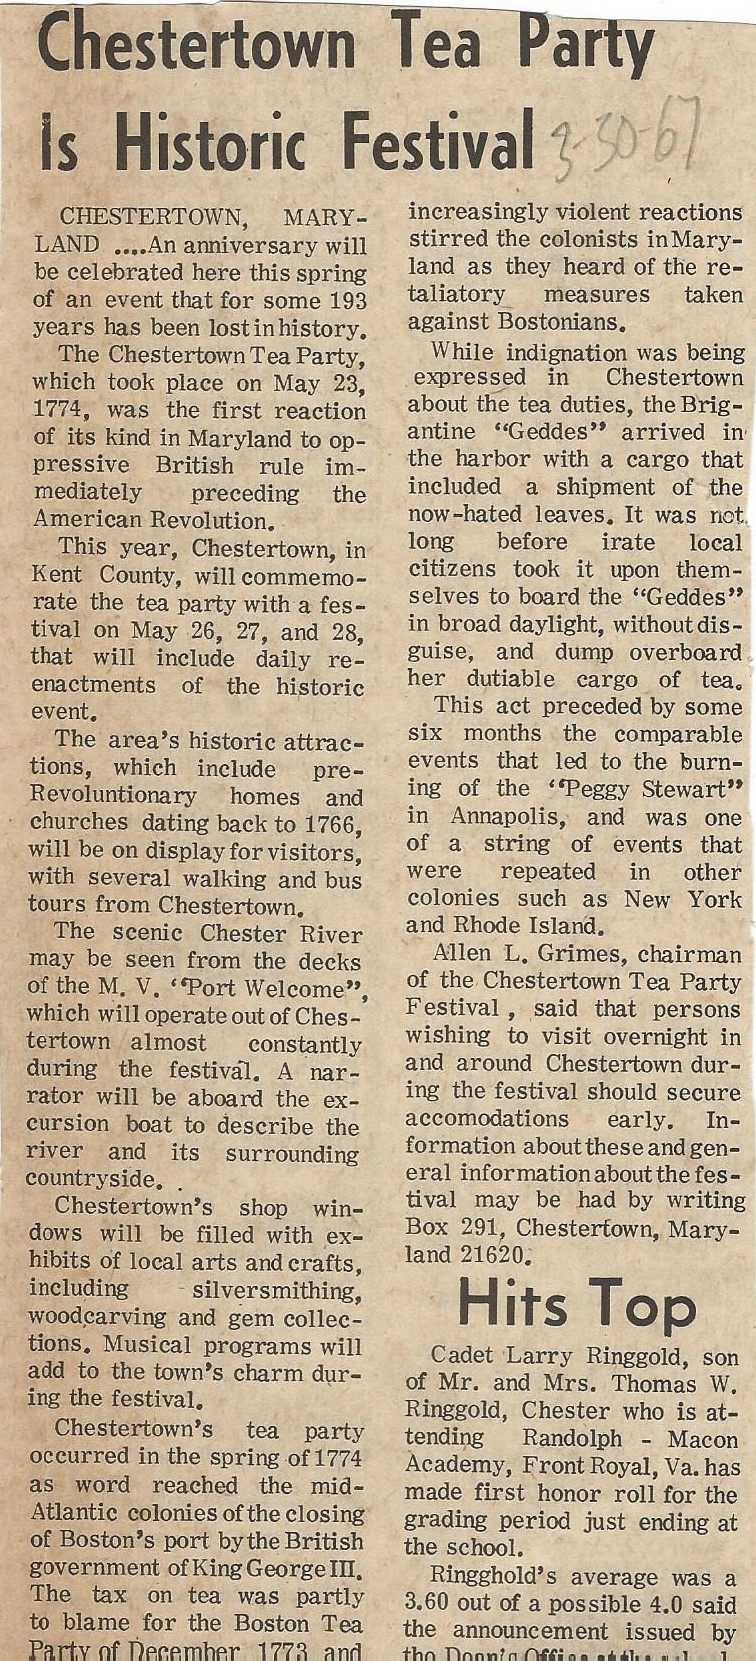 Chestertown Tea Party
Is Historic Festival
3-30-67
CHESTERTOWN, MARY-
LAND ....An anniversary will
be celebrated here this spring
of an event that for some 193
years has been lost in history.
The Chestertown Tea Party,
which took place on May 23,
1774, was the first reaction
of its kind in Maryland to op-
pressive British rule im-
mediately preceding the
American Revolution.
This year, Chestertown, in
Kent County, will commemo-
rate the tea party with a fes-
tival on May 26, 27, and 28,
that will include daily re-
enactments of the historic
event.
The area's historic attrac-
tions, which include pre-
Revoluntionary homes and
churches dating back to 1766,
will be on display for visitors,
with several walking and bus
tours from Chestertown.
The scenic Chester River
may be seen from the decks
of the M. V. "Port Welcome",
which will operate out of Ches-
tertown almost constantly
during the festival. A nar-
rator will be aboard the ex-
cursion boat to describe the
river and its surrounding
countryside.
Chestertown's shop win-
dows will be filled with ex-
hibits of local arts and crafts,
including silversmithing,
woodcarving and gem collec-
tions. Musical programs will
add to the town's charm dur-
ing the festival.
Chestertown's tea party
occurred in the spring of 1774
as word reached the mid-
Atlantic colonies of the closing
of Boston's port by the British
government of King George III.
The tax on tea was partly
to blame for the Boston Tea
Party of December 1773 and
increasingly violent reactions
stirred the colonists in Mary-
land as they heard of the re-
taliatory measures taken
against Bostonians.
While indignation was being
expressed in Chestertown
about the tea duties, the Brig-
antine "Geddes" arrived in
the harbor with a cargo that
included a shipment of the
now-hated leaves. It was not
long before irate local
citizens took it upon them-
selves to board the "Geddes"
in broad daylight, without dis-
guise, and dump overboard
her dutiable cargo of tea.
This act preceded by some
six months the comparable
events that led to the burn-
ing of the "Peggy Stewart"
in Annapolis, and was one
of a string of events that
were repeated in other
colonies such as New York
and Rhode Island.
Allen L. Grimes, chairman
of the Chestertown Tea Party
Festival , said that persons
wishing to visit overnight in
and around Chestertown dur-
ing the festival should secure
accomodations early. In-
formation about these and gen-
eral information about the fes-
tival may be had by writing
Box 291, Chestertown, Mary-
land 21620.
Hits Top
Cadet Larry Ringgold, son
of Mr. and Mrs. Thomas W.
Ringgold, Chester who is at-
tending Randolph - Macon
Academy, Front Royal, Va. has
made first honor roll for the
grading period just ending at
the school.
Ringghold's average was a
3.60 out of a possible 4.0 said
the announcement issued by
the Dean's Office at the school